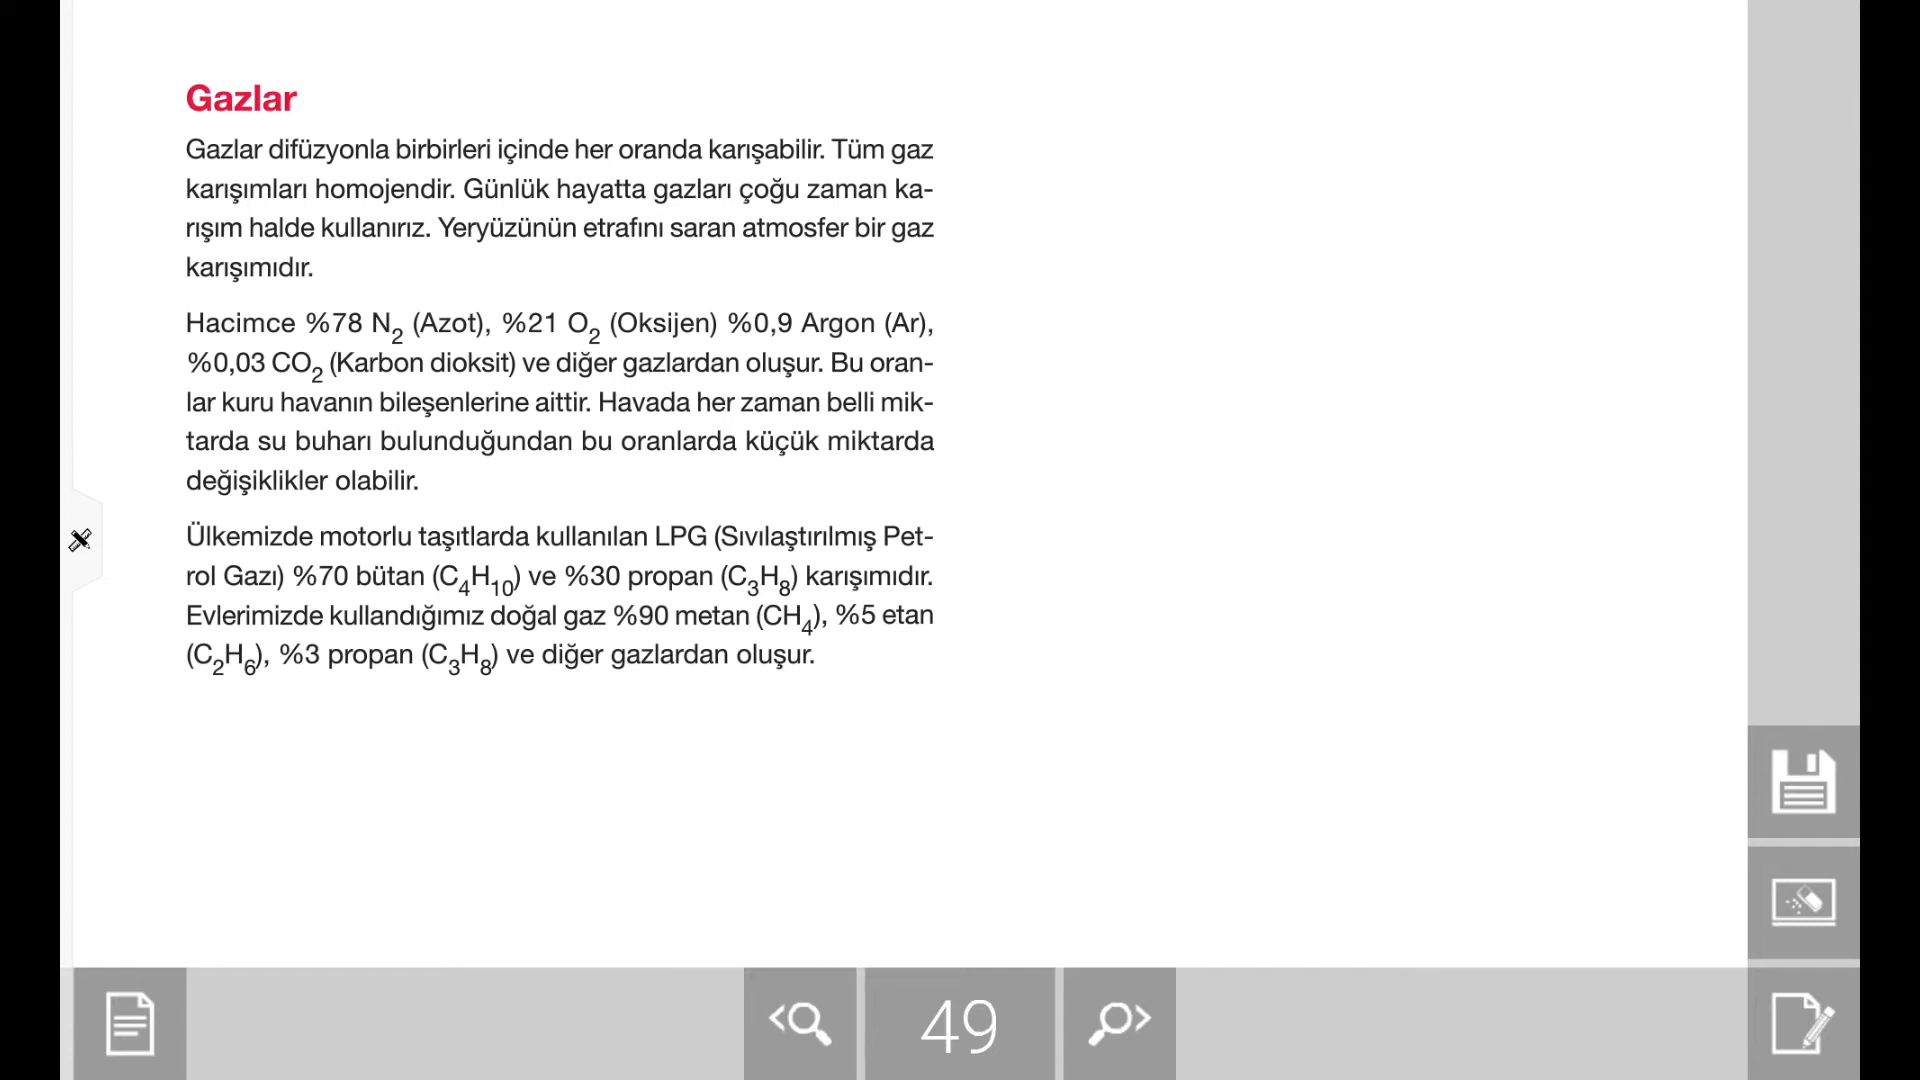 Gazlar
Gazlar difüzyonla birbirleri içinde her oranda karışabilir. Tüm gaz
karışımları homojendir. Günlük hayatta gazları çoğu zaman ka-
rışım halde kullanırız. Yeryüzünün etrafını saran atmosfer bir gaz
karışımıdır.
Hacimce %78 N₂ (Azot), %21 O₂ (Oksijen) %0,9 Argon (Ar),
%0,03 CO₂ (Karbon dioksit) ve diğer gazlardan oluşur. Bu oran-
lar kuru havanın bileşenlerine aittir. Havada her zaman belli mik-
tarda su buharı bulunduğundan bu oranlarda küçük miktarda
değişiklikler olabilir.
Ülkemizde motorlu taşıtlarda kullanılan LPG (Sıvılaştırılmış Pet-
rol Gazı) %70 bütan (C₄H₁₀) ve %30 propan (C₃H₈) karışımıdır.
Evlerimizde kullandığımız doğal gaz %90 metan (CH₄), %5 etan
(C₂H₆), %3 propan (C₃H₈) ve diğer gazlardan oluşur.
49